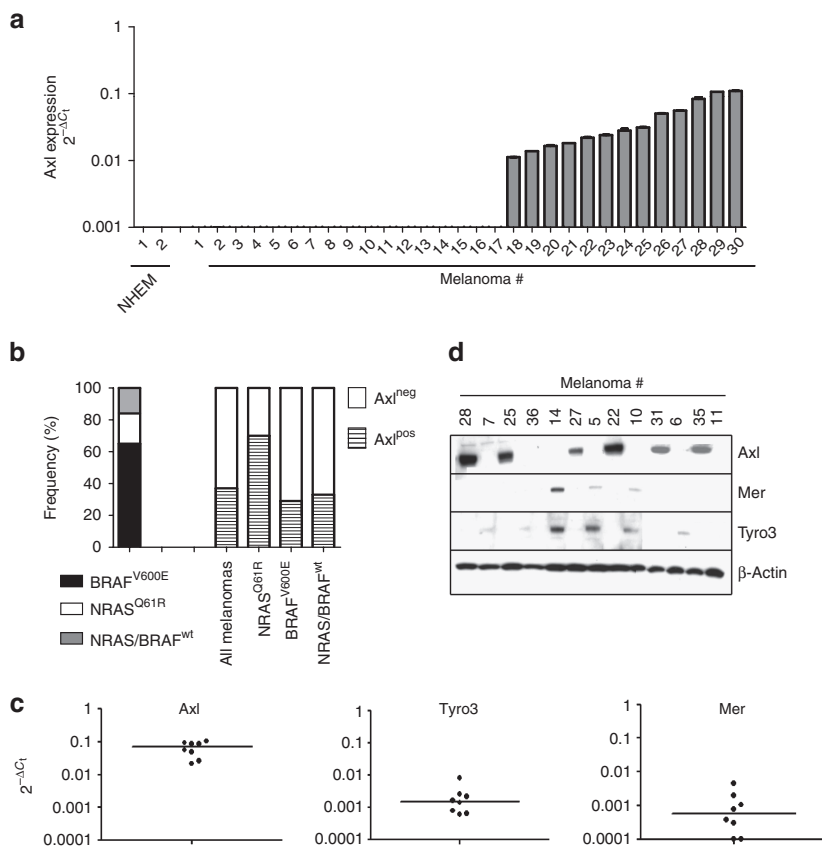 a
Axl expression
2^−ΔCt
1
0.1
0.01
0.001
1 2 1 2 3 4 5 6 7 8 9 10 11 12 13 14 15 16 17 18 19 20 21 22 23 24 25 26 27 28 29 30
NHEM
Melanoma #
b
Frequency (%)
100
80
60
40
20
0
Axl^neg
Axl^pos
BRAF^V600E
NRAS^Q61R
NRAS/BRAF^wt
All melanomas
NRAS^Q61R
BRAF^V600E
NRAS/BRAF^wt
d
Melanoma #
28 7 25 36 14 27 5 22 10 31 6 35 11
Axl
Mer
Tyro3
β-Actin
c
2^−ΔCt
Axl
1
0.1
0.01
0.001
0.0001
Tyro3
1
0.1
0.01
0.001
0.0001
Mer
1
0.1
0.01
0.001
0.0001